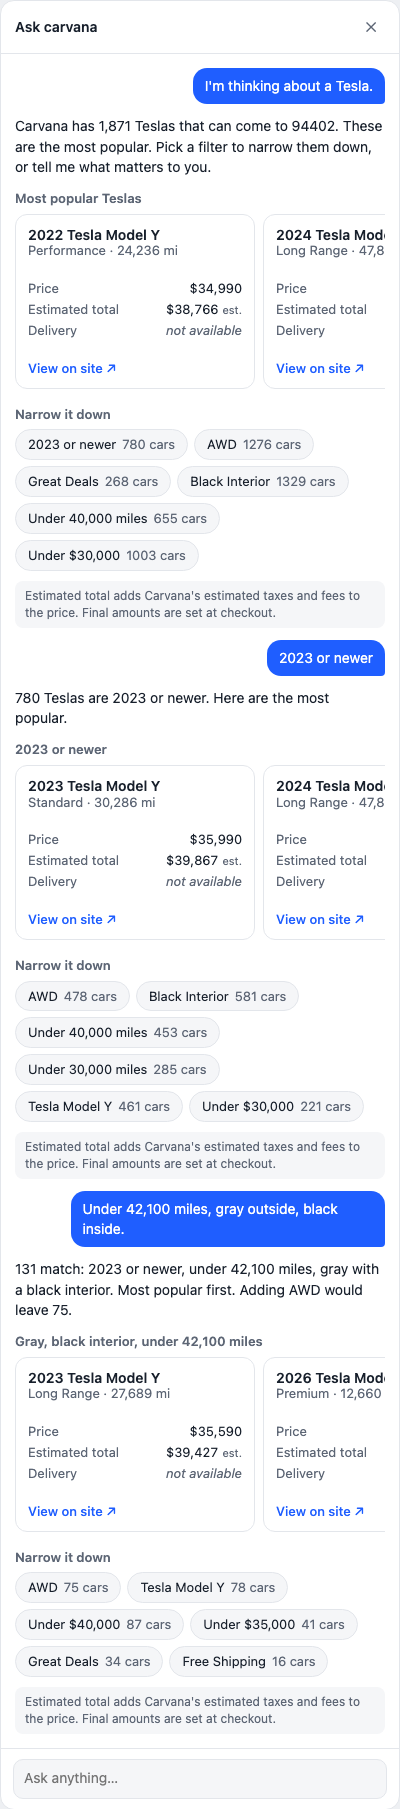 Ask carvana
I'm thinking about a Tesla.
Carvana has 1,871 Teslas that can come to 94402. These
are the most popular. Pick a filter to narrow them down,
or tell me what matters to you.
Most popular Teslas
2022 Tesla Model Y
Performance · 24,236 mi
Price $34,990
Estimated total $38,766 est.
Delivery not available
View on site ↗
2024 Tesla Mod
Long Range · 47,8
Price
Estimated total
Delivery
View on site ↗
Narrow it down
2023 or newer 780 cars
AWD 1276 cars
Great Deals 268 cars
Black Interior 1329 cars
Under 40,000 miles 655 cars
Under $30,000 1003 cars
Estimated total adds Carvana's estimated taxes and fees to
the price. Final amounts are set at checkout.
2023 or newer
780 Teslas are 2023 or newer. Here are the most
popular.
2023 or newer
2023 Tesla Model Y
Standard · 30,286 mi
Price $35,990
Estimated total $39,867 est.
Delivery not available
View on site ↗
2024 Tesla Mod
Long Range · 47,8
Price
Estimated total
Delivery
View on site ↗
Narrow it down
AWD 478 cars
Black Interior 581 cars
Under 40,000 miles 453 cars
Under 30,000 miles 285 cars
Tesla Model Y 461 cars
Under $30,000 221 cars
Estimated total adds Carvana's estimated taxes and fees to
the price. Final amounts are set at checkout.
Under 42,100 miles, gray outside, black
inside.
131 match: 2023 or newer, under 42,100 miles, gray with
a black interior. Most popular first. Adding AWD would
leave 75.
Gray, black interior, under 42,100 miles
2023 Tesla Model Y
Long Range · 27,689 mi
Price $35,590
Estimated total $39,427 est.
Delivery not available
View on site ↗
2026 Tesla Mod
Premium · 12,660
Price
Estimated total
Delivery
View on site ↗
Narrow it down
AWD 75 cars
Tesla Model Y 78 cars
Under $40,000 87 cars
Under $35,000 41 cars
Great Deals 34 cars
Free Shipping 16 cars
Estimated total adds Carvana's estimated taxes and fees to
the price. Final amounts are set at checkout.
Ask anything...